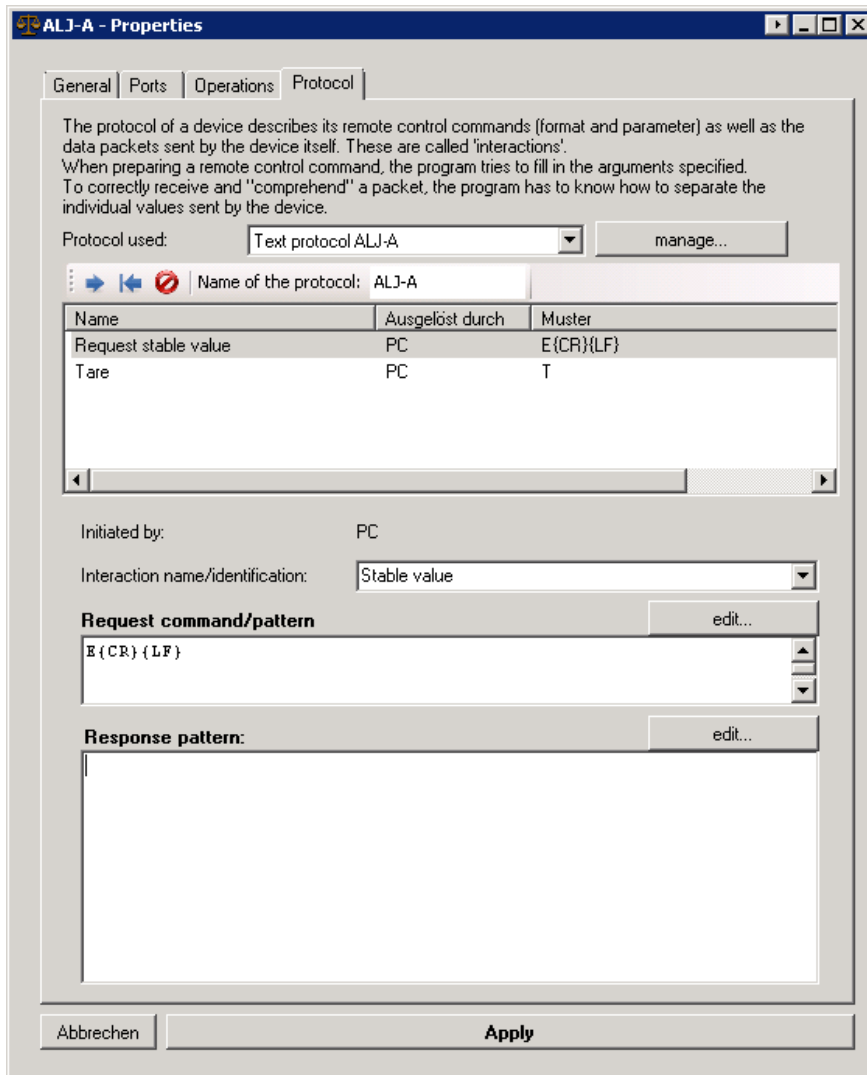 ALJ-A - Properties
General Ports Operations Protocol
The protocol of a device describes its remote control commands (format and parameter) as well as the
data packets sent by the device itself. These are called 'interactions'.
When preparing a remote control command, the program tries to fill in the arguments specified.
To correctly receive and "comprehend" a packet, the program has to know how to separate the
individual values sent by the device.
Protocol used: Text protocol ALJ-A manage...
Name of the protocol: ALJ-A
Name Ausgelöst durch Muster
Request stable value PC E{CR}{LF}
Tare PC T
Initiated by: PC
Interaction name/identification: Stable value
Request command/pattern edit...
E{CR}{LF}
Response pattern: edit...
Abbrechen Apply